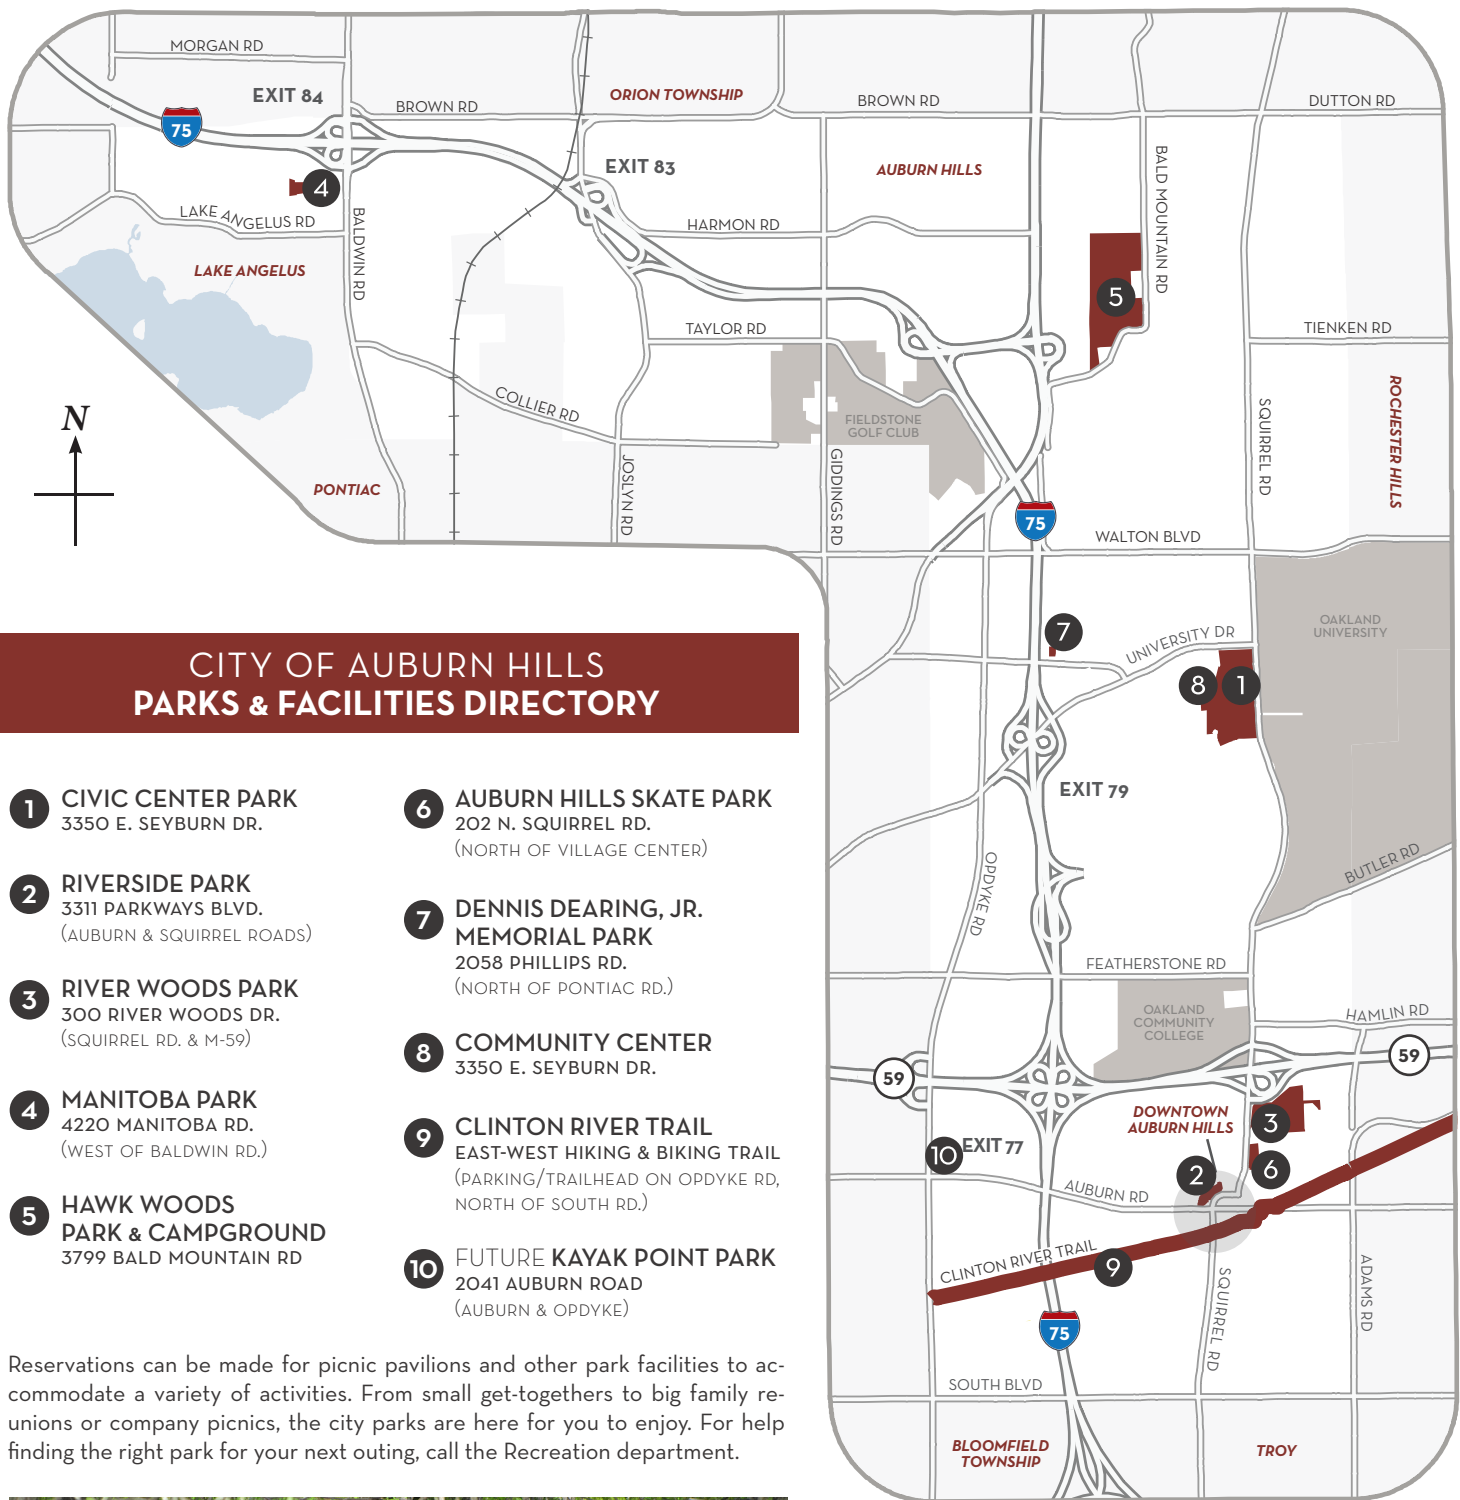 MORGAN RD
EXIT 84
BROWN RD
ORION TOWNSHIP
BROWN RD
DUTTON RD
75
EXIT 83
AUBURN HILLS
BALD MOUNTAIN RD
4
LAKE ANGELUS RD
BALDWIN RD
HARMON RD
LAKE ANGELUS
5
TAYLOR RD
TIENKEN RD
COLLIER RD
FIELDSTONE
GOLF CLUB
SQUIRREL RD
ROCHESTER HILLS
N
PONTIAC
JOSLYN RD
GIDDINGS RD
75
WALTON BLVD
OAKLAND
UNIVERSITY
7
UNIVERSITY DR
8
1
EXIT 79
OPDYKE RD
BUTLER RD
FEATHERSTONE RD
OAKLAND
COMMUNITY
COLLEGE
HAMLIN RD
59
59
DOWNTOWN
AUBURN HILLS
3
10
EXIT 77
2
6
AUBURN RD
CLINTON RIVER TRAIL
9
SQUIRREL RD
ADAMS RD
75
SOUTH BLVD
BLOOMFIELD
TOWNSHIP
TROY
CITY OF AUBURN HILLS
PARKS & FACILITIES DIRECTORY
1 CIVIC CENTER PARK
3350 E. SEYBURN DR.
2 RIVERSIDE PARK
3311 PARKWAYS BLVD.
(AUBURN & SQUIRREL ROADS)
3 RIVER WOODS PARK
300 RIVER WOODS DR.
(SQUIRREL RD. & M-59)
4 MANITOBA PARK
4220 MANITOBA RD.
(WEST OF BALDWIN RD.)
5 HAWK WOODS
PARK & CAMPGROUND
3799 BALD MOUNTAIN RD
6 AUBURN HILLS SKATE PARK
202 N. SQUIRREL RD.
(NORTH OF VILLAGE CENTER)
7 DENNIS DEARING, JR.
MEMORIAL PARK
2058 PHILLIPS RD.
(NORTH OF PONTIAC RD.)
8 COMMUNITY CENTER
3350 E. SEYBURN DR.
9 CLINTON RIVER TRAIL
EAST-WEST HIKING & BIKING TRAIL
(PARKING/TRAILHEAD ON OPDYKE RD,
NORTH OF SOUTH RD.)
10 FUTURE KAYAK POINT PARK
2041 AUBURN ROAD
(AUBURN & OPDYKE)
Reservations can be made for picnic pavilions and other park facilities to ac-
commodate a variety of activities. From small get-togethers to big family re-
unions or company picnics, the city parks are here for you to enjoy. For help
finding the right park for your next outing, call the Recreation department.